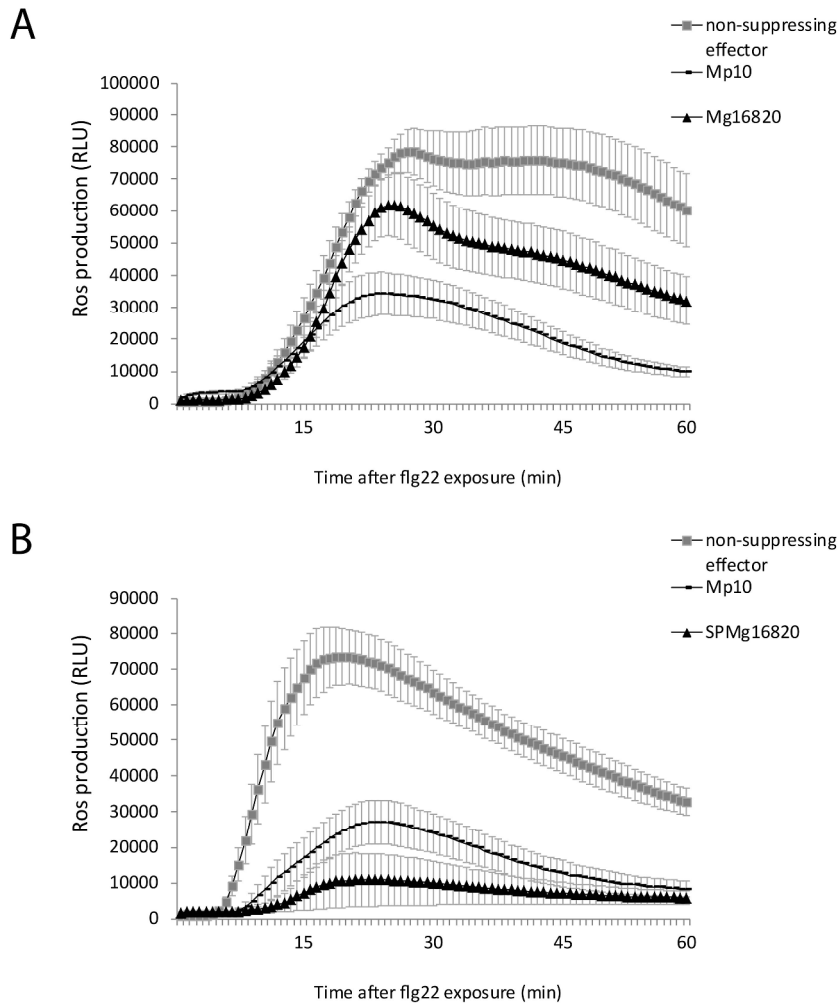 A
non-suppressing
effector
Mp10
Mg16820
100000
90000
80000
70000
60000
50000
40000
30000
20000
10000
0
Ros production (RLU)
15
30
45
60
Time after flg22 exposure (min)
B
non-suppressing
effector
Mp10
SPMg16820
90000
80000
70000
60000
50000
40000
30000
20000
10000
0
Ros production (RLU)
15
30
45
60
Time after flg22 exposure (min)